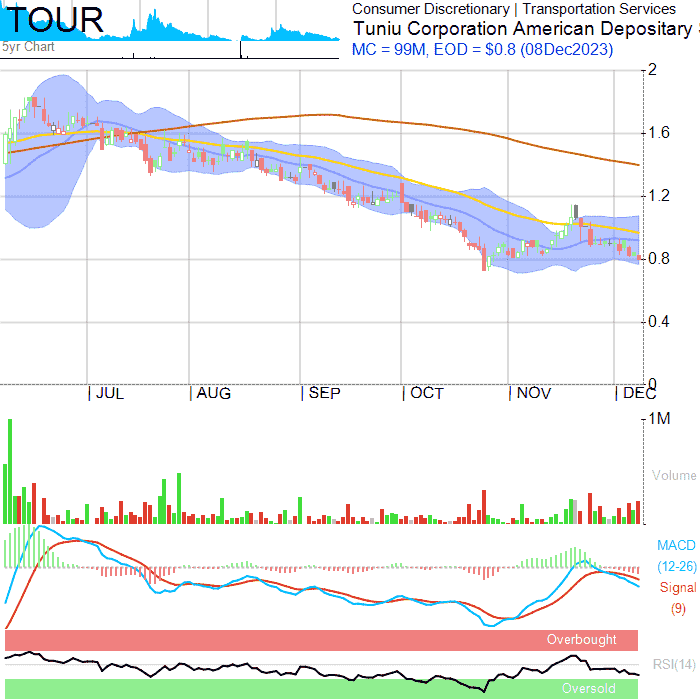 TOUR
5yr Chart
Consumer Discretionary | Transportation Services
Tuniu Corporation American Depositary
MC = 99M, EOD = $0.8 (08Dec2023)
2
1.6
1.2
0.8
0.4
0
JUL
AUG
SEP
OCT
NOV
DEC
1M
Volume
MACD
(12-26)
Signal
(9)
Overbought
RSI(14)
Oversold